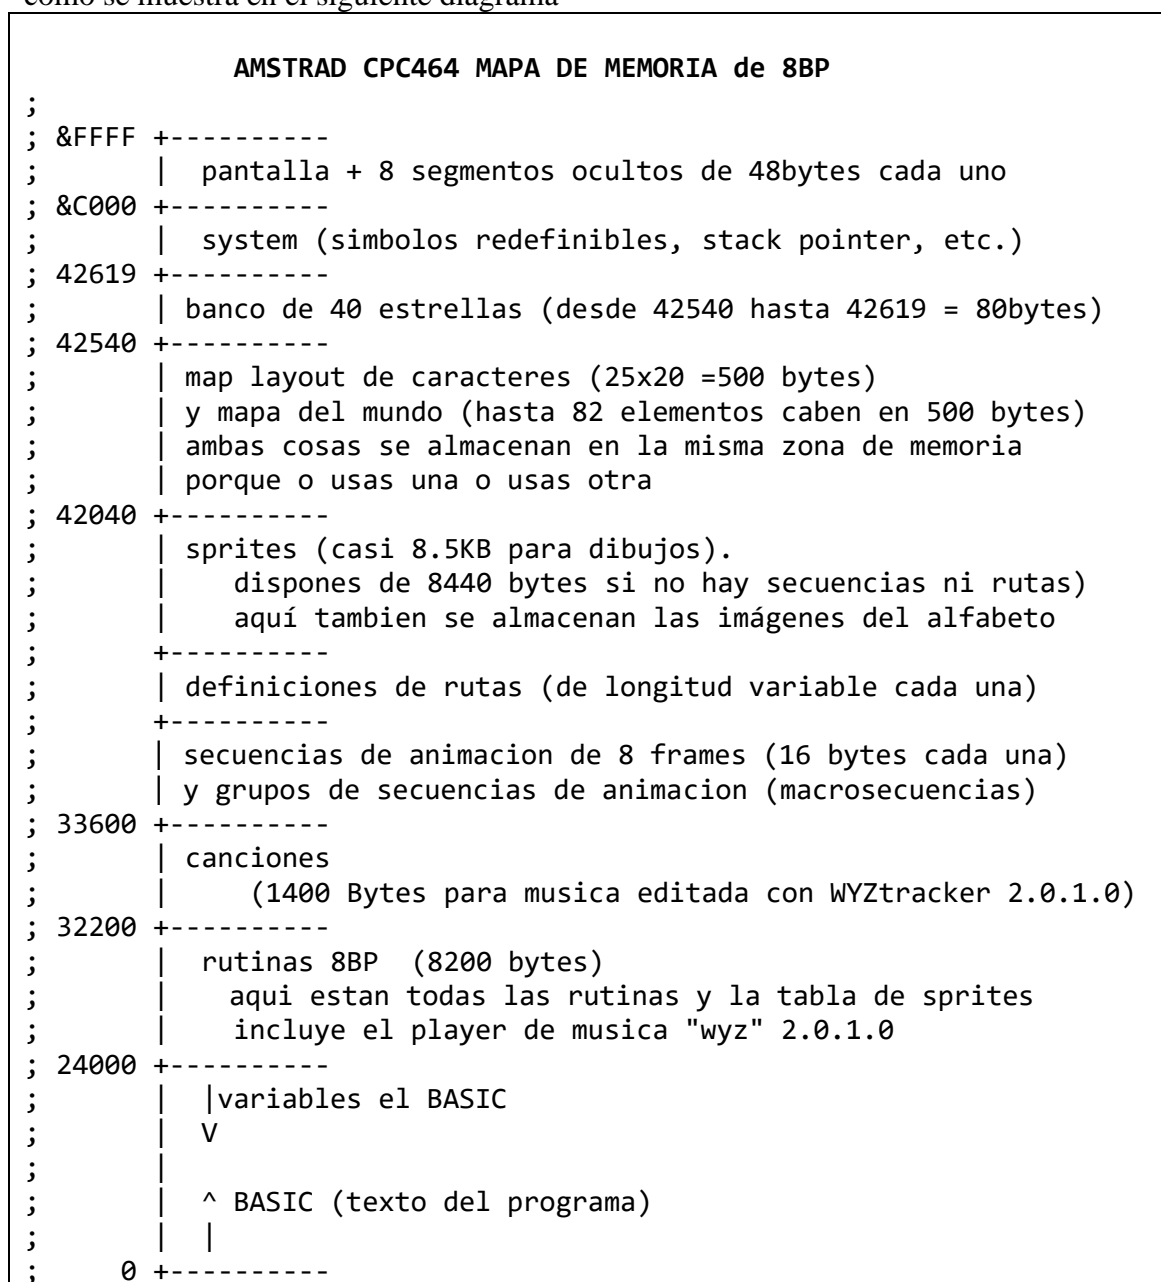 como se muestra en el siguiente diagrama
AMSTRAD CPC464 MAPA DE MEMORIA de 8BP
;
; &FFFF +----------
;       |  pantalla + 8 segmentos ocultos de 48bytes cada uno
; &C000 +----------
;       |  system (simbolos redefinibles, stack pointer, etc.)
; 42619 +----------
;       | banco de 40 estrellas (desde 42540 hasta 42619 = 80bytes)
; 42540 +----------
;       | map layout de caracteres (25x20 =500 bytes)
;       | y mapa del mundo (hasta 82 elementos caben en 500 bytes)
;       | ambas cosas se almacenan en la misma zona de memoria
;       | porque o usas una o usas otra
; 42040 +----------
;       | sprites (casi 8.5KB para dibujos).
;       |    dispones de 8440 bytes si no hay secuencias ni rutas)
;       |    aquí tambien se almacenan las imágenes del alfabeto
;       +----------
;       | definiciones de rutas (de longitud variable cada una)
;       +----------
;       | secuencias de animacion de 8 frames (16 bytes cada una)
;       | y grupos de secuencias de animacion (macrosecuencias)
; 33600 +----------
;       | canciones
;       |     (1400 Bytes para musica editada con WYZtracker 2.0.1.0)
; 32200 +----------
;       |  rutinas 8BP  (8200 bytes)
;       |    aqui estan todas las rutinas y la tabla de sprites
;       |    incluye el player de musica "wyz" 2.0.1.0
; 24000 +----------
;       |  |variables el BASIC
;       |  V
;       |
;       |  ^ BASIC (texto del programa)
;       |  |
;     0 +----------